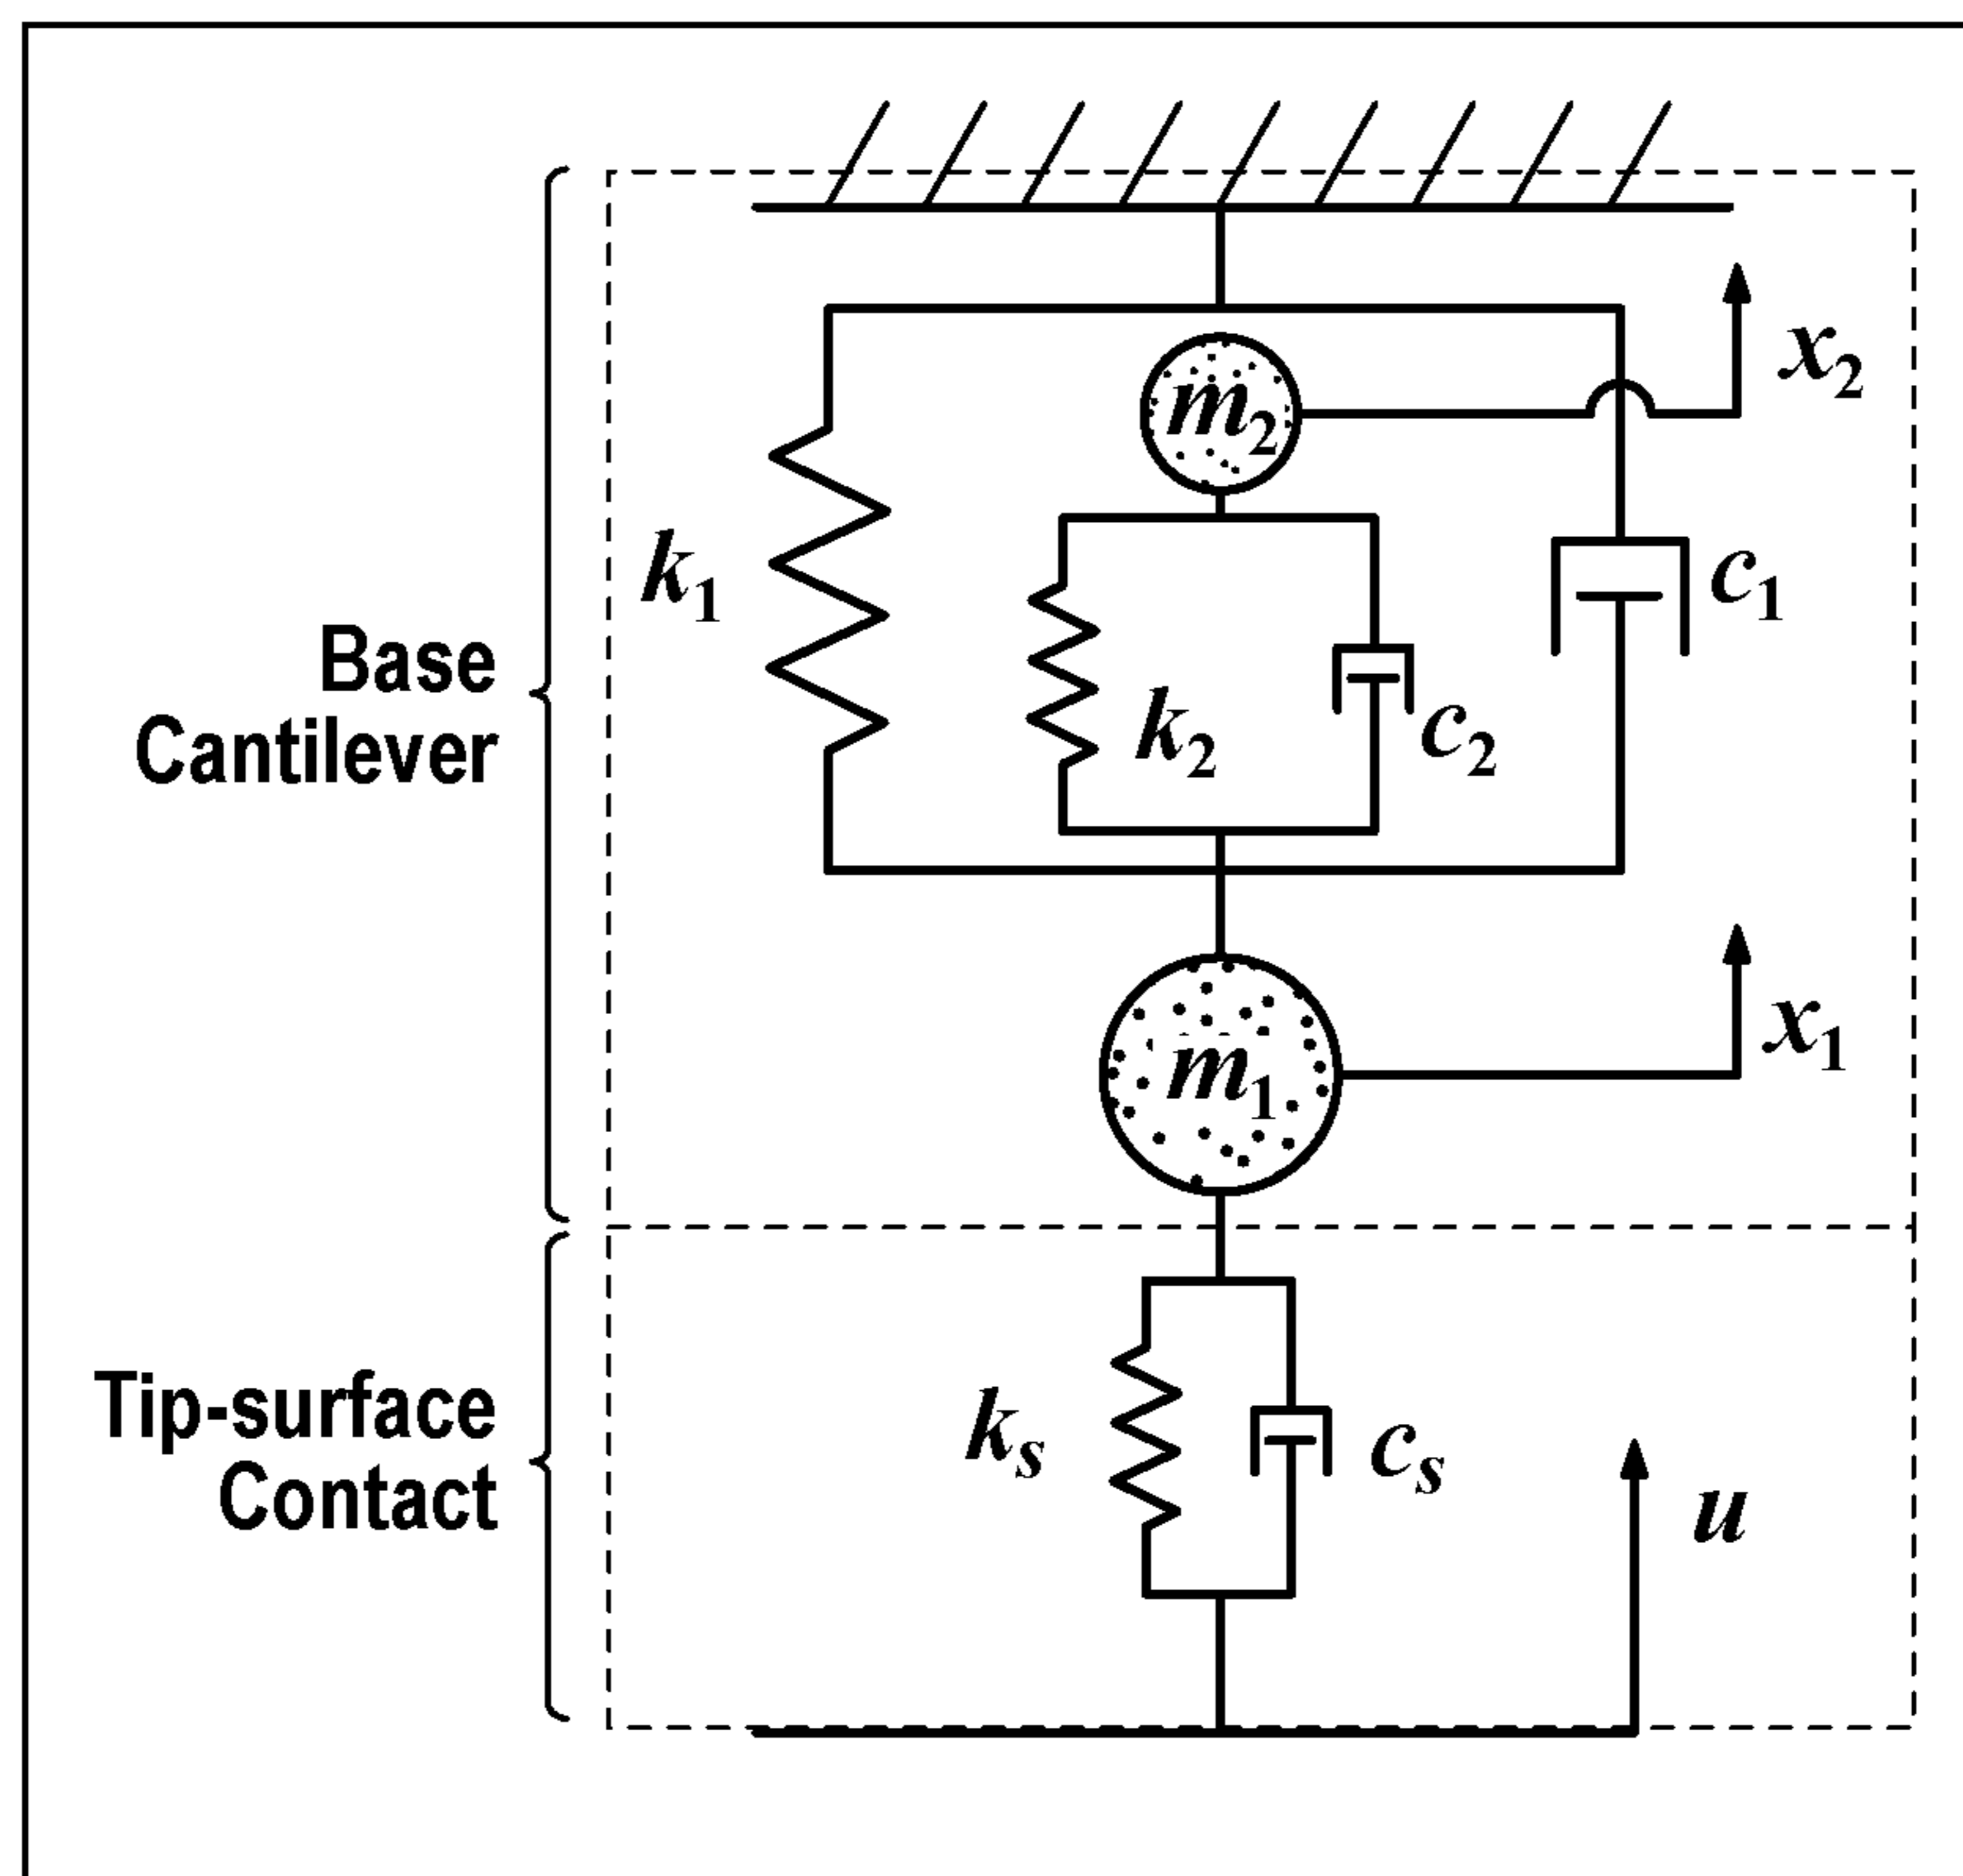 x₂
m₂
k₁
c₁
k₂
c₂
Base
Cantilever
x₁
m₁
Tip-surface
Contact
kₛ
cₛ
u